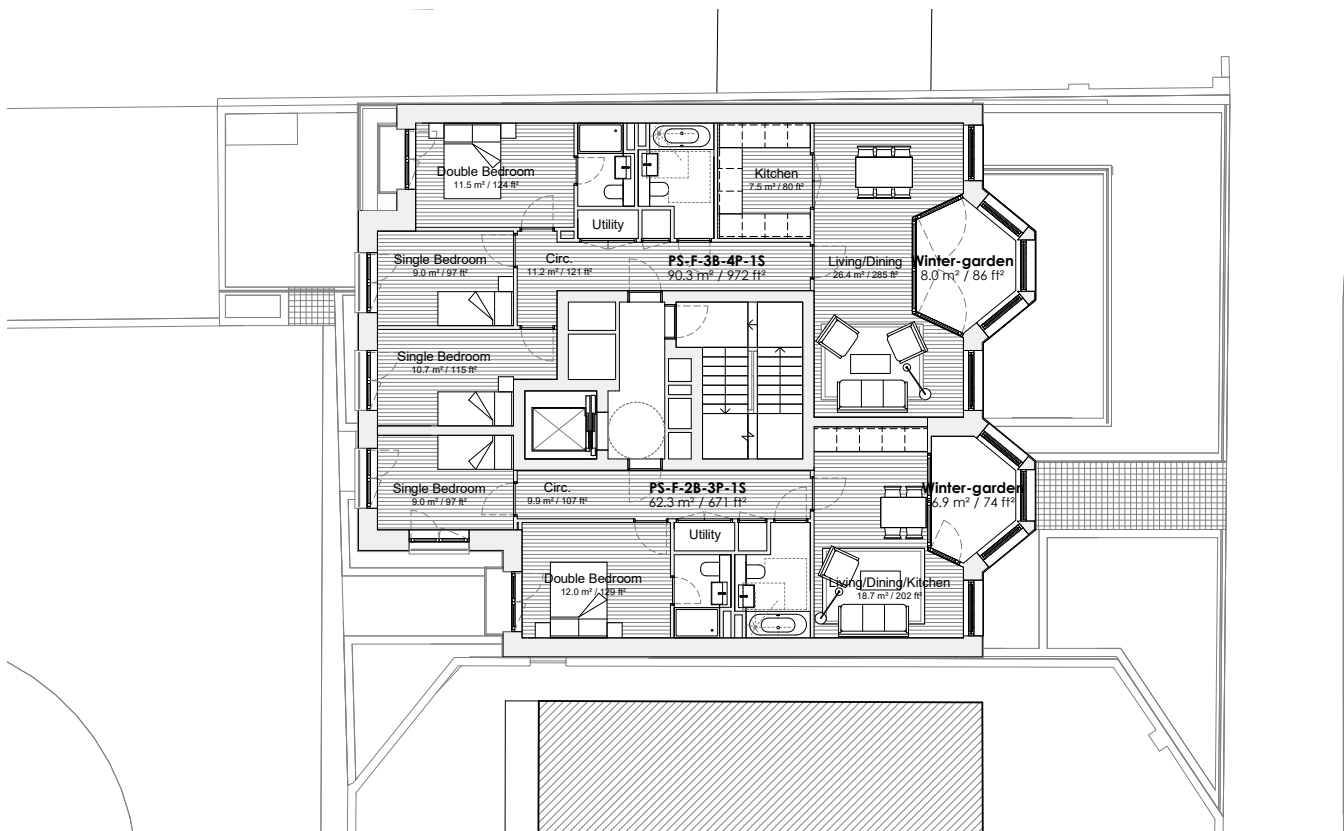 Double Bedroom
11.5 m² / 124 ft²
Kitchen
7.5 m² / 80 ft²
Utility
Single Bedroom
9.0 m² / 97 ft²
Circ.
11.2 m² / 121 ft²
PS-F-3B-4P-1S
90.3 m² / 972 ft²
Living/Dining
26.4 m² / 285 ft²
Winter-garden
8.0 m² / 86 ft²
Single Bedroom
10.7 m² / 115 ft²
Single Bedroom
9.0 m² / 97 ft²
Circ.
9.9 m² / 107 ft²
PS-F-2B-3P-1S
62.3 m² / 671 ft²
Winter-garden
6.9 m² / 74 ft²
Utility
Double Bedroom
12.0 m² / 129 ft²
Living/Dining/Kitchen
18.7 m² / 202 ft²